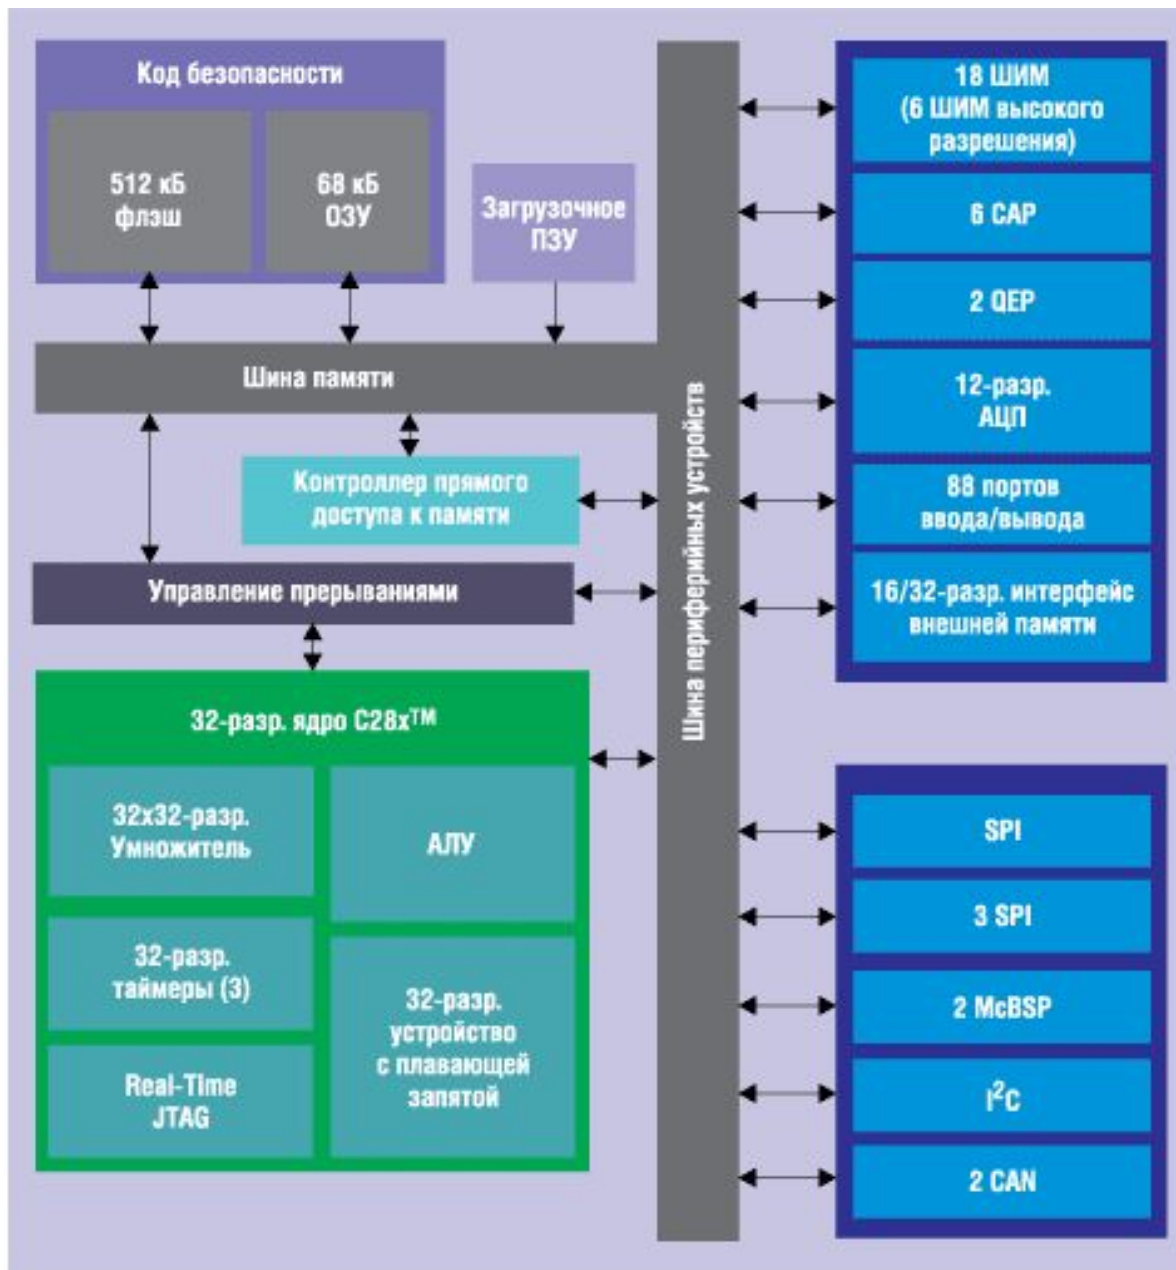 Код безопасности
512 кБ
флэш
68 кБ
ОЗУ
Загрузочное
ПЗУ
Шина памяти
Контроллер прямого
доступа к памяти
Управление прерываниями
32-разр. ядро C28x™
32x32-разр.
Умножитель
АЛУ
32-разр.
таймеры (3)
32-разр.
устройство
с плавающей
запятой
Real-Time
JTAG
Шина периферийных устройств
18 ШИМ
(6 ШИМ высокого
разрешения)
6 CAP
2 QEP
12-разр.
АЦП
88 портов
ввода/вывода
16/32-разр. интерфейс
внешней памяти
SPI
3 SPI
2 McBSP
I²C
2 CAN